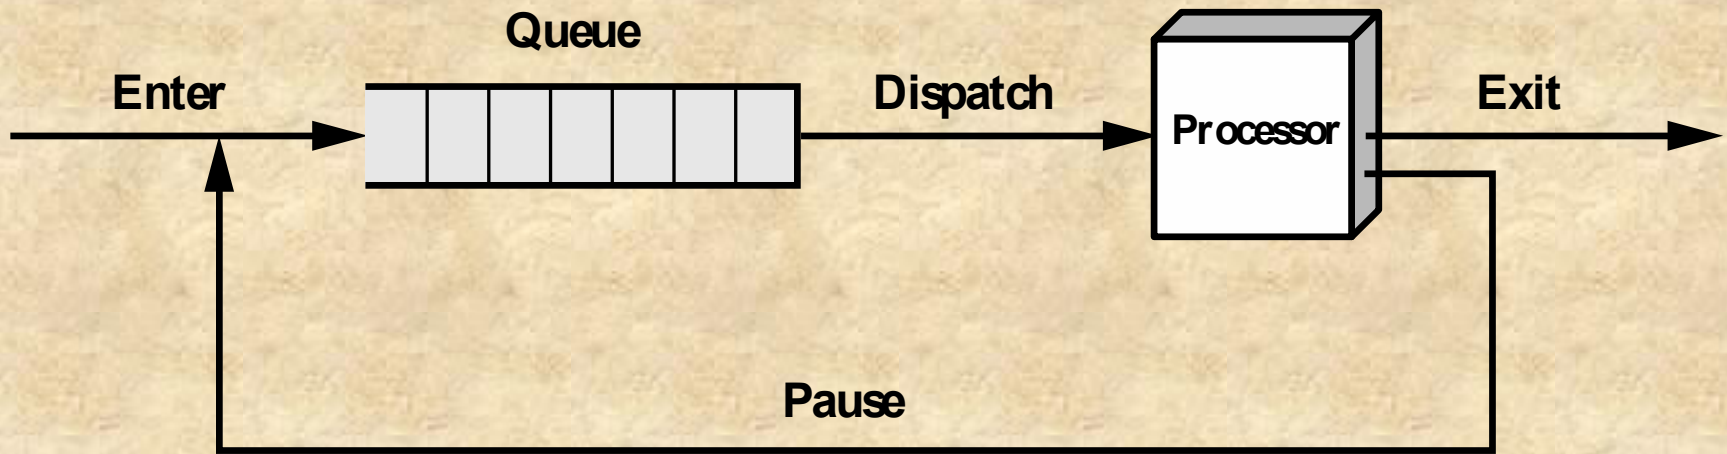 Queue
Enter
Dispatch
Exit
Processor
Pause